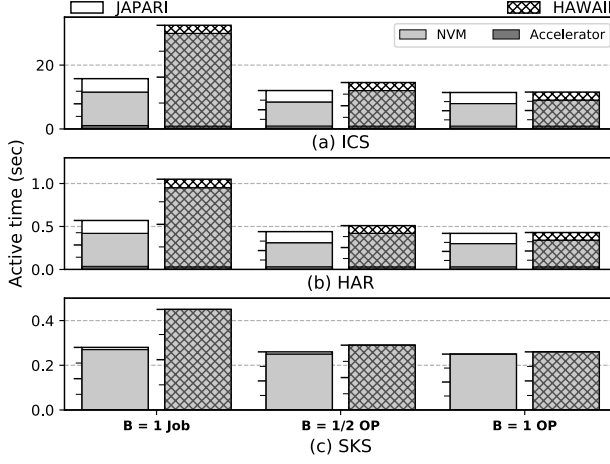 JAPARI HAWAII
NVM Accelerator
20
0
(a) ICS
Active time (sec)
1.0
0.5
0.0
(b) HAR
0.4
0.2
0.0
B = 1 Job B = 1/2 OP B = 1 OP
(c) SKS